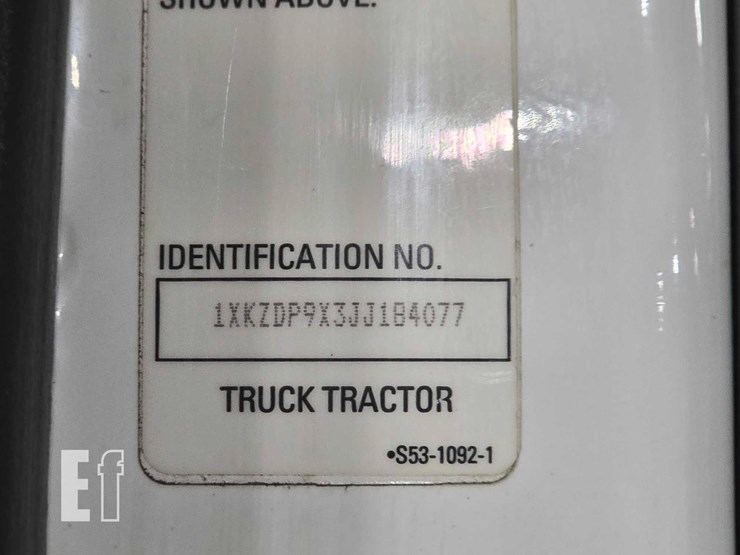 SHOWN ABOVE.
IDENTIFICATION NO.
1XKZDP9X3JJ184077
TRUCK TRACTOR
•S53-1092-1
Ef